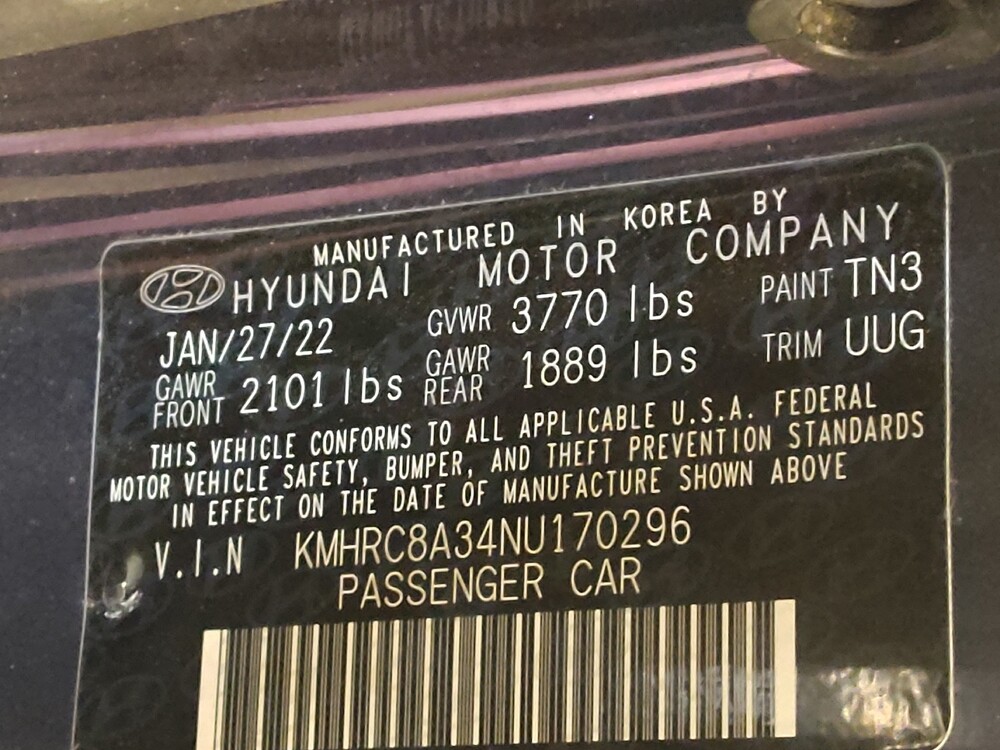 MANUFACTURED IN KOREA BY
HYUNDAI MOTOR COMPANY
JAN/27/22 GVWR 3770 lbs PAINT TN3
GAWR FRONT 2101 lbs GAWR REAR 1889 lbs TRIM UUG
THIS VEHICLE CONFORMS TO ALL APPLICABLE U.S.A. FEDERAL
MOTOR VEHICLE SAFETY, BUMPER, AND THEFT PREVENTION STANDARDS
IN EFFECT ON THE DATE OF MANUFACTURE SHOWN ABOVE
V.I.N KMHRC8A34NU170296
PASSENGER CAR